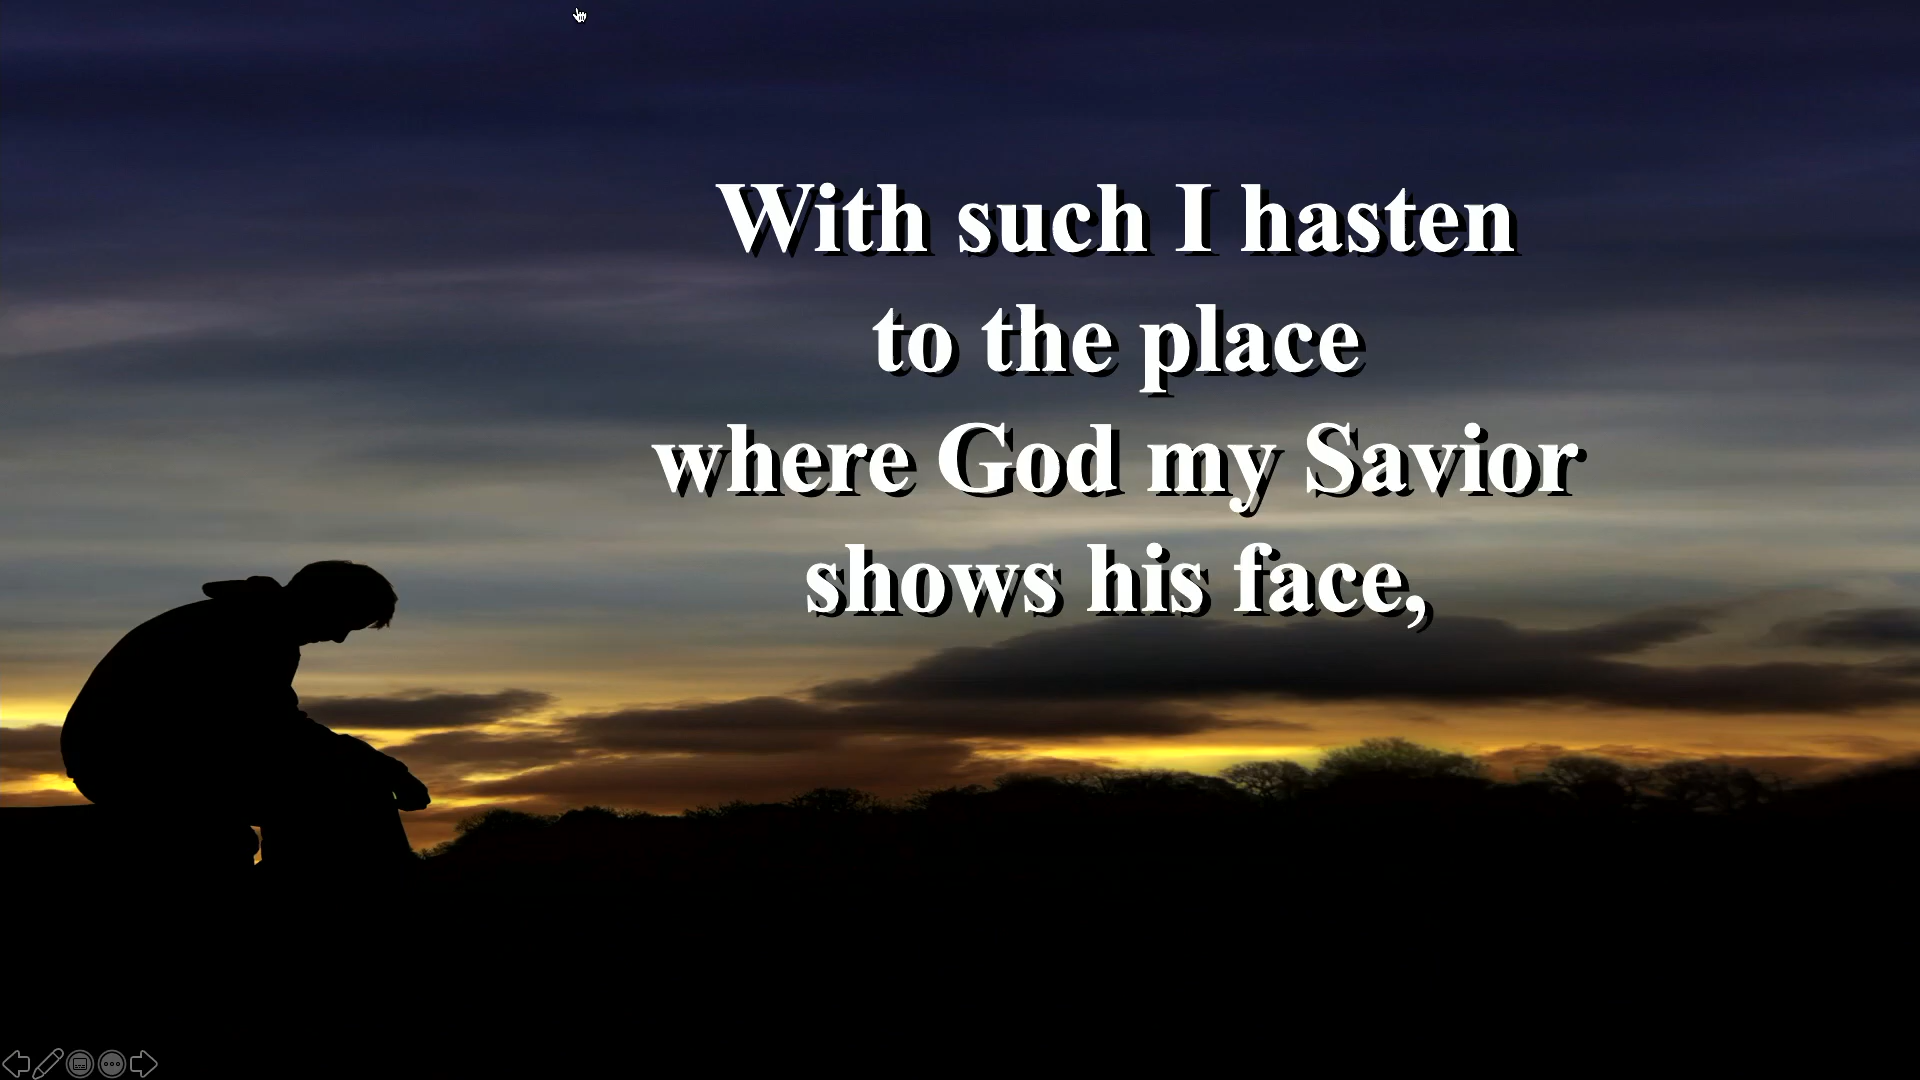 With such I hasten
to the place
where God my Savior
shows his face,